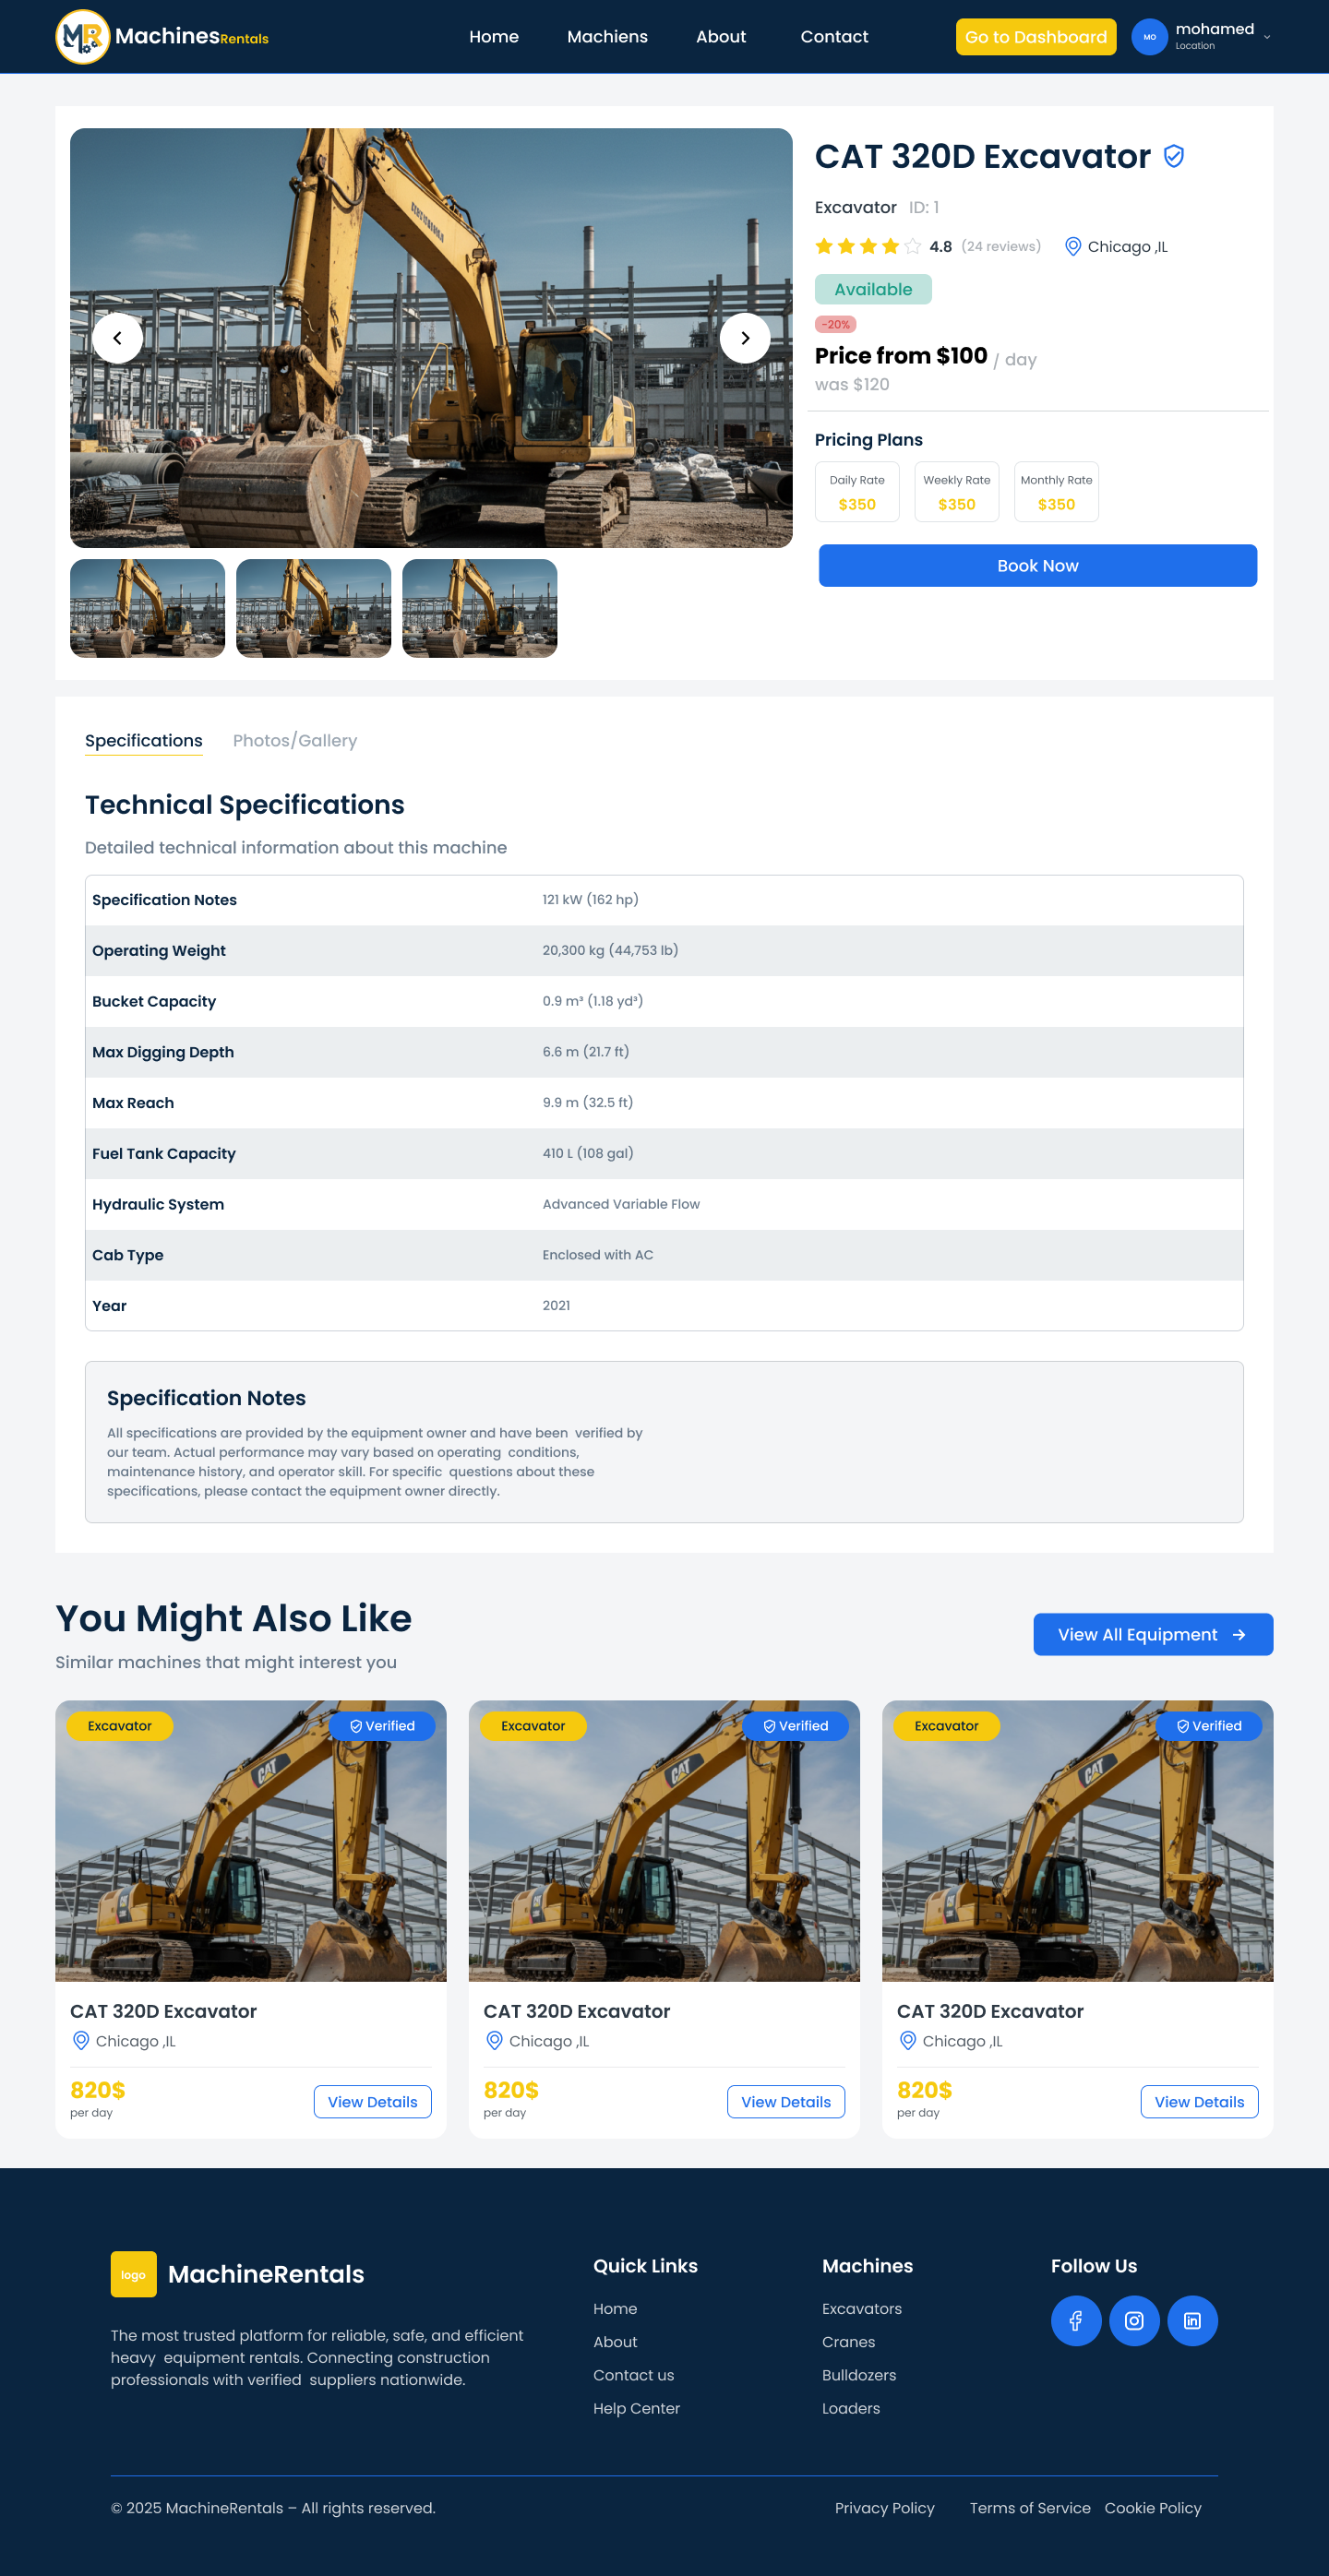 MR MachinesRentals
Home Machiens About Contact
Go to Dashboard
MO
mohamed
Location
CAT 320D Excavator
Excavator ID: 1
4.8 (24 reviews) Chicago ,IL
Available
-20%
Price from $100 / day
was $120
Pricing Plans
Daily Rate Weekly Rate Monthly Rate
$350 $350 $350
Book Now
Specifications Photos/Gallery
Technical Specifications
Detailed technical information about this machine
Specification Notes 121 kW (162 hp)
Operating Weight 20,300 kg (44,753 lb)
Bucket Capacity 0.9 m³ (1.18 yd³)
Max Digging Depth 6.6 m (21.7 ft)
Max Reach 9.9 m (32.5 ft)
Fuel Tank Capacity 410 L (108 gal)
Hydraulic System Advanced Variable Flow
Cab Type Enclosed with AC
Year 2021
Specification Notes
All specifications are provided by the equipment owner and have been verified by
our team. Actual performance may vary based on operating conditions,
maintenance history, and operator skill. For specific questions about these
specifications, please contact the equipment owner directly.
You Might Also Like
Similar machines that might interest you
View All Equipment
Excavator Verified Excavator Verified Excavator Verified
CAT CAT CAT
CAT 320D Excavator CAT 320D Excavator CAT 320D Excavator
Chicago ,IL Chicago ,IL Chicago ,IL
820$ 820$ 820$
per day per day per day
View Details View Details View Details
logo MachineRentals
The most trusted platform for reliable, safe, and efficient
heavy equipment rentals. Connecting construction
professionals with verified suppliers nationwide.
Quick Links
Home
About
Contact us
Help Center
Machines
Excavators
Cranes
Bulldozers
Loaders
Follow Us
© 2025 MachineRentals – All rights reserved.
Privacy Policy Terms of Service Cookie Policy